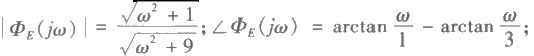 |Φ_E(jω)| = √(ω² + 1) / √(ω² + 9); ∠Φ_E(jω) = arctan ω/1 − arctan ω/3;